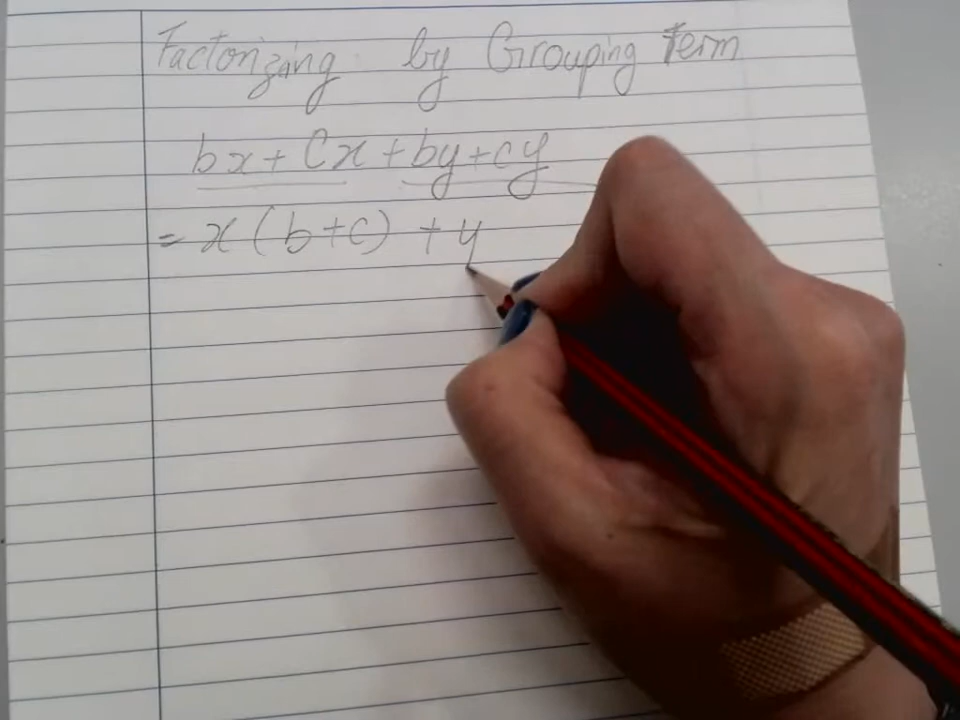 Factorizing by Grouping Term
bx + Cx + by + cy
= x (b+c) + y